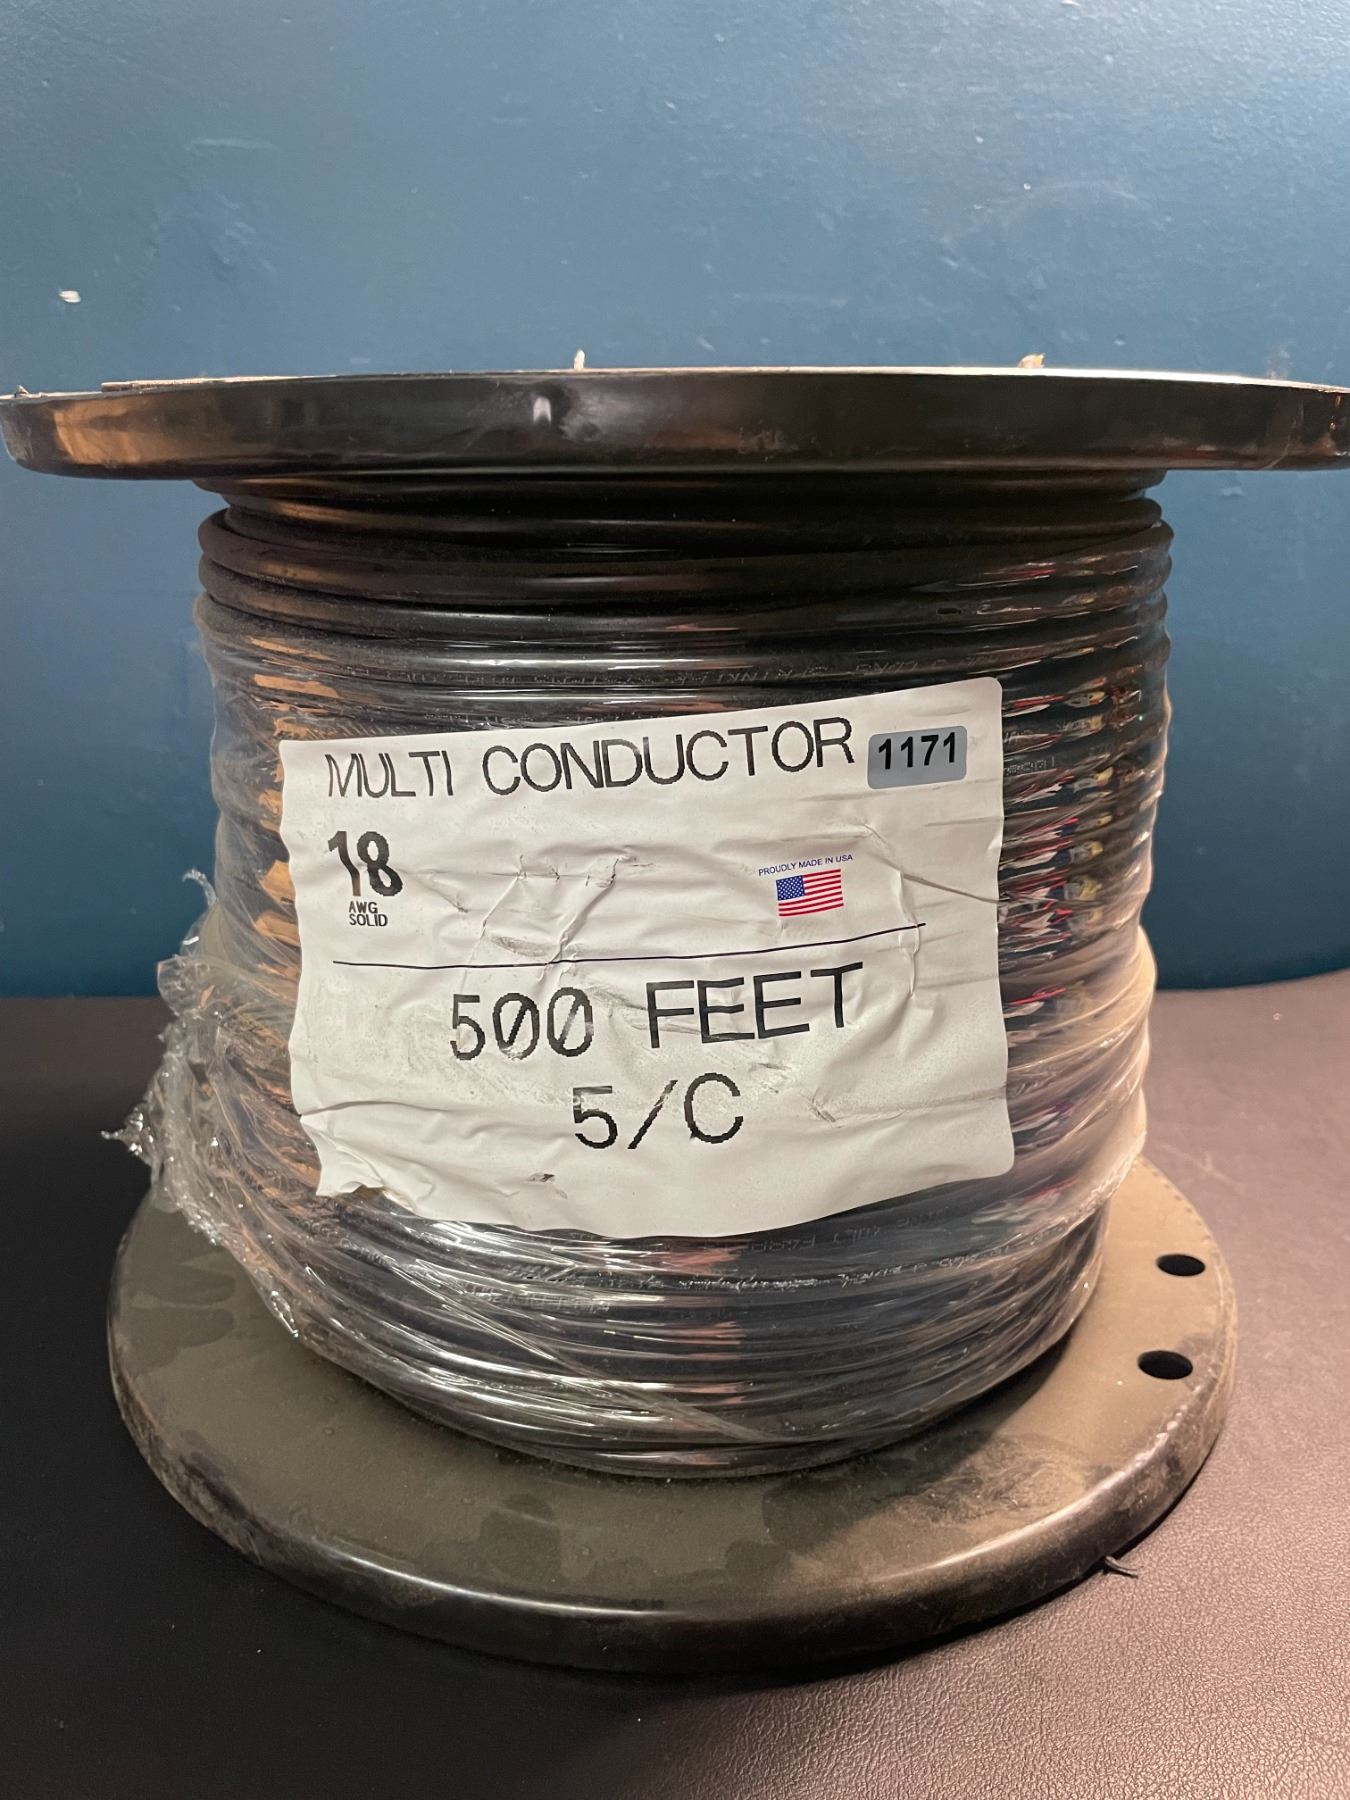 MULTI CONDUCTOR 1171
18
AWG
SOLID
PROUDLY MADE IN USA
500 FEET
5/C